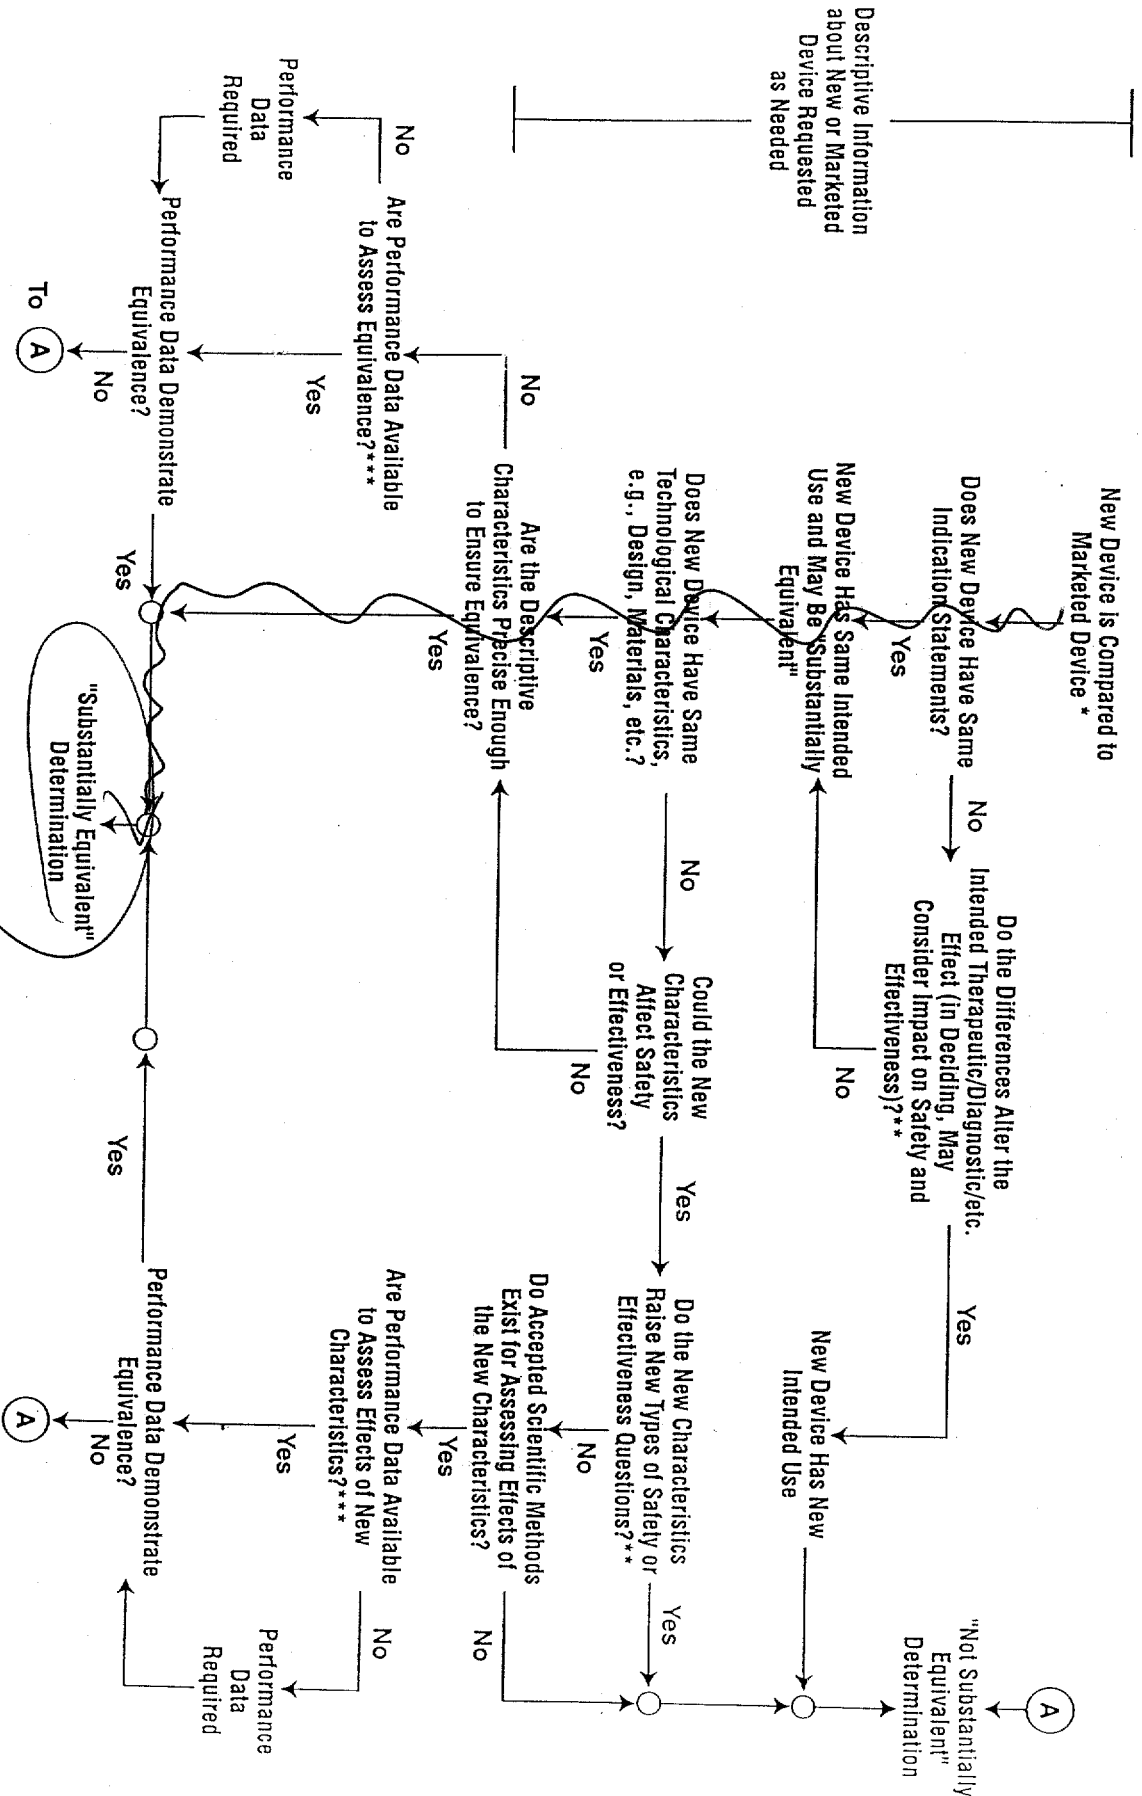 New Device is Compared to
Marketed Device *
Descriptive Information
about New or Marketed
Device Requested
as Needed
Does New Device Have Same
Indication Statements?
No
Do the Differences Alter the
Intended Therapeutic/Diagnostic/etc.
Effect (in Deciding, May
Consider Impact on Safety and
Effectiveness)?**
Yes
"Not Substantially
Equivalent"
Determination
A
Yes
No
New Device Has New
Intended Use
New Device Has Same Intended
Use and May Be "Substantially
Equivalent"
Does New Device Have Same
Technological Characteristics,
e.g., Design, Materials, etc.?
No
Could the New
Characteristics
Affect Safety
or Effectiveness?
Yes
Do the New Characteristics
Raise New Types of Safety or
Effectiveness Questions?**
Yes
Yes
No
No
Are the Descriptive
Characteristics Precise Enough
to Ensure Equivalence?
No
Do Accepted Scientific Methods
Exist for Assessing Effects of
the New Characteristics?
No
Yes
Yes
Are Performance Data Available
to Assess Equivalence?***
No
Are Performance Data Available
to Assess Effects of New
Characteristics?***
No
Performance
Data
Required
Yes
Yes
Performance
Data
Required
Performance Data Demonstrate
Equivalence?
Yes
Yes
Performance Data Demonstrate
Equivalence?
No
No
To
A
"Substantially Equivalent"
Determination
A